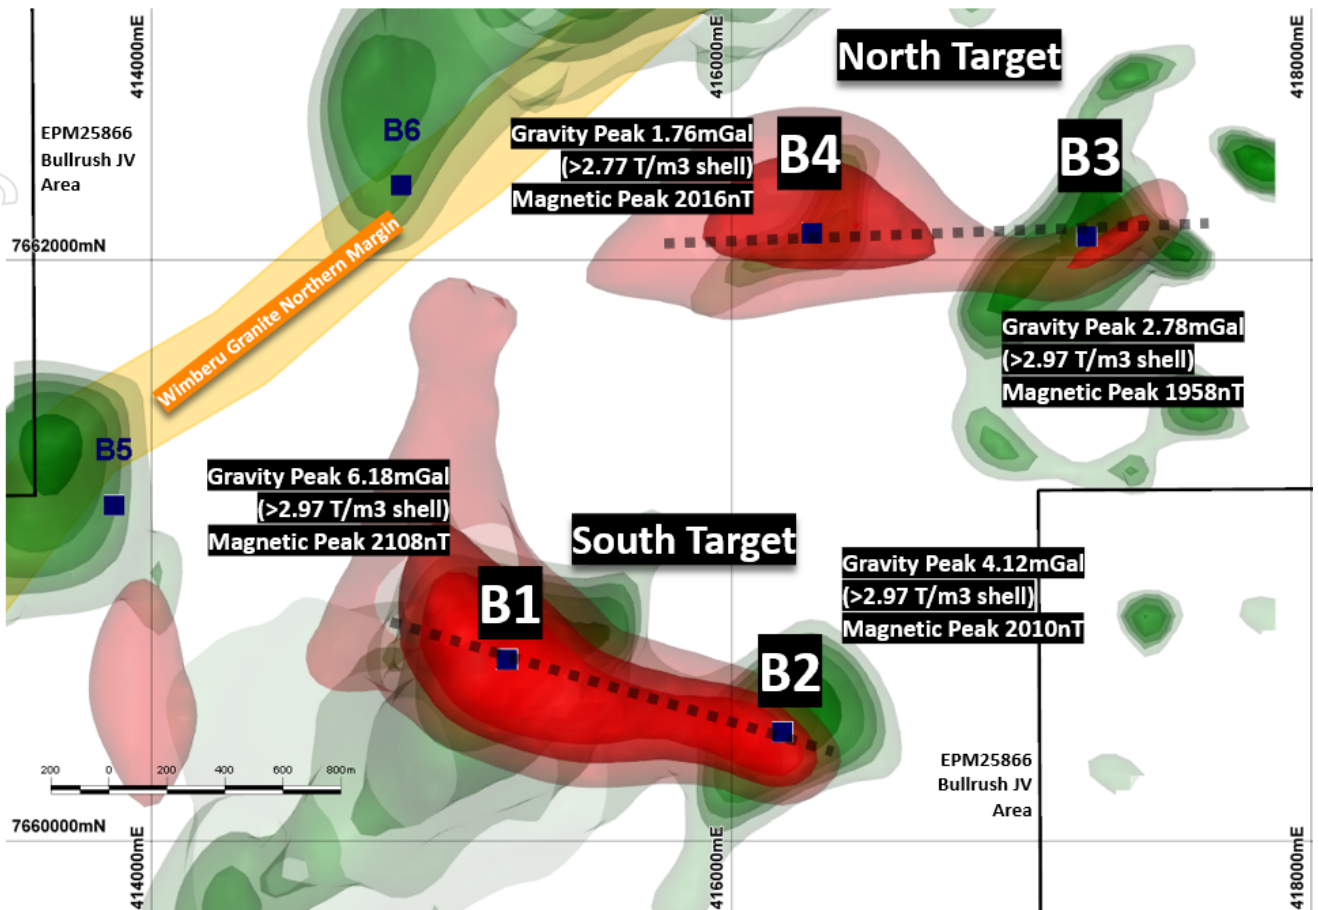 414000mE
416000mE
418000mE
North Target
EPM25866
Bullrush JV
Area
B6
Gravity Peak 1.76mGal
(>2.77 T/m3 shell)
Magnetic Peak 2016nT
B4
B3
7662000mN
Wimberu Granite Northern Margin
Gravity Peak 2.78mGal
(>2.97 T/m3 shell)
Magnetic Peak 1958nT
B5
Gravity Peak 6.18mGal
(>2.97 T/m3 shell)
Magnetic Peak 2108nT
South Target
Gravity Peak 4.12mGal
(>2.97 T/m3 shell)
Magnetic Peak 2010nT
B1
B2
200 0 200 400 600 800m
EPM25866
Bullrush JV
Area
7660000mN
414000mE
416000mE
418000mE